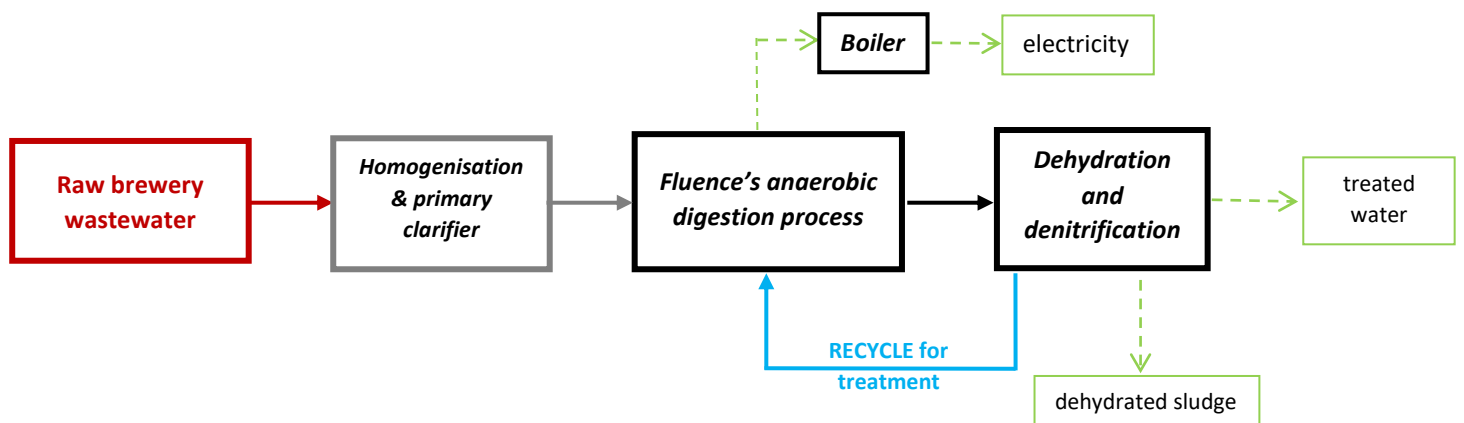 Boiler
electricity
Raw brewery
wastewater
Homogenisation
& primary
clarifier
Fluence’s anaerobic
digestion process
Dehydration
and
denitrification
treated
water
RECYCLE for
treatment
dehydrated sludge